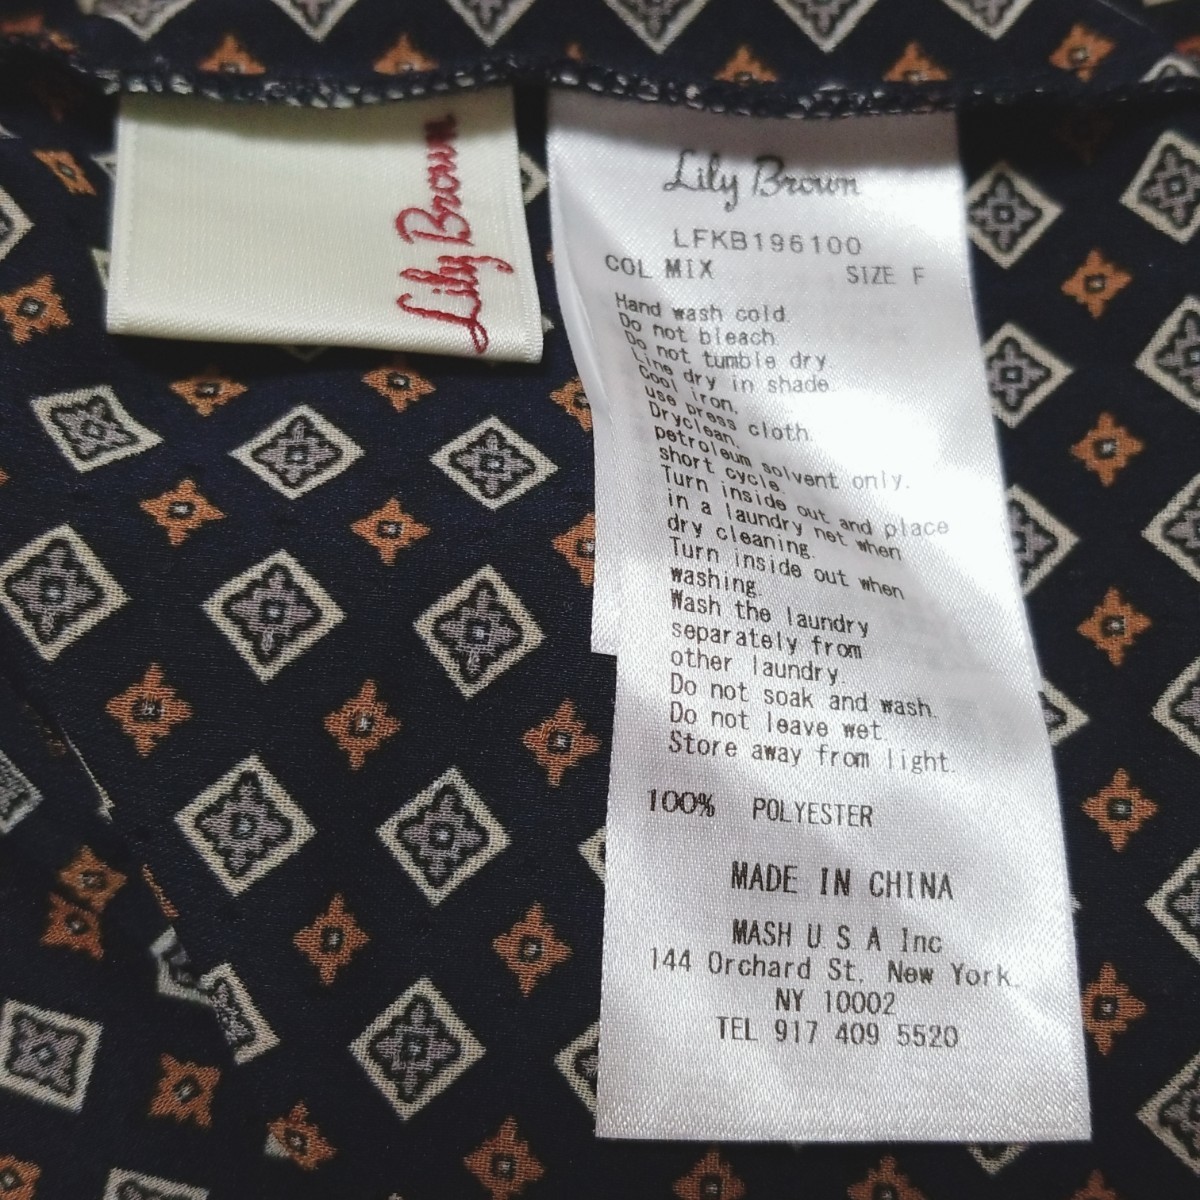 Lily Brown
Lily Brown
LFKB196100
COL MIX SIZE F
Hand wash cold.
Do not bleach.
Do not tumble dry.
Line dry in shade
Cool iron.
use press cloth.
Dryclean.
petroleum solvent only.
short cycle.
Turn inside out and place
in a laundry net when
dry cleaning.
Turn inside out when
washing.
Wash the laundry
separately from
other laundry.
Do not soak and wash.
Do not leave wet.
Store away from light.
100% POLYESTER
MADE IN CHINA
MASH U S A Inc
144 Orchard St. New York.
NY 10002
TEL 917 409 5520